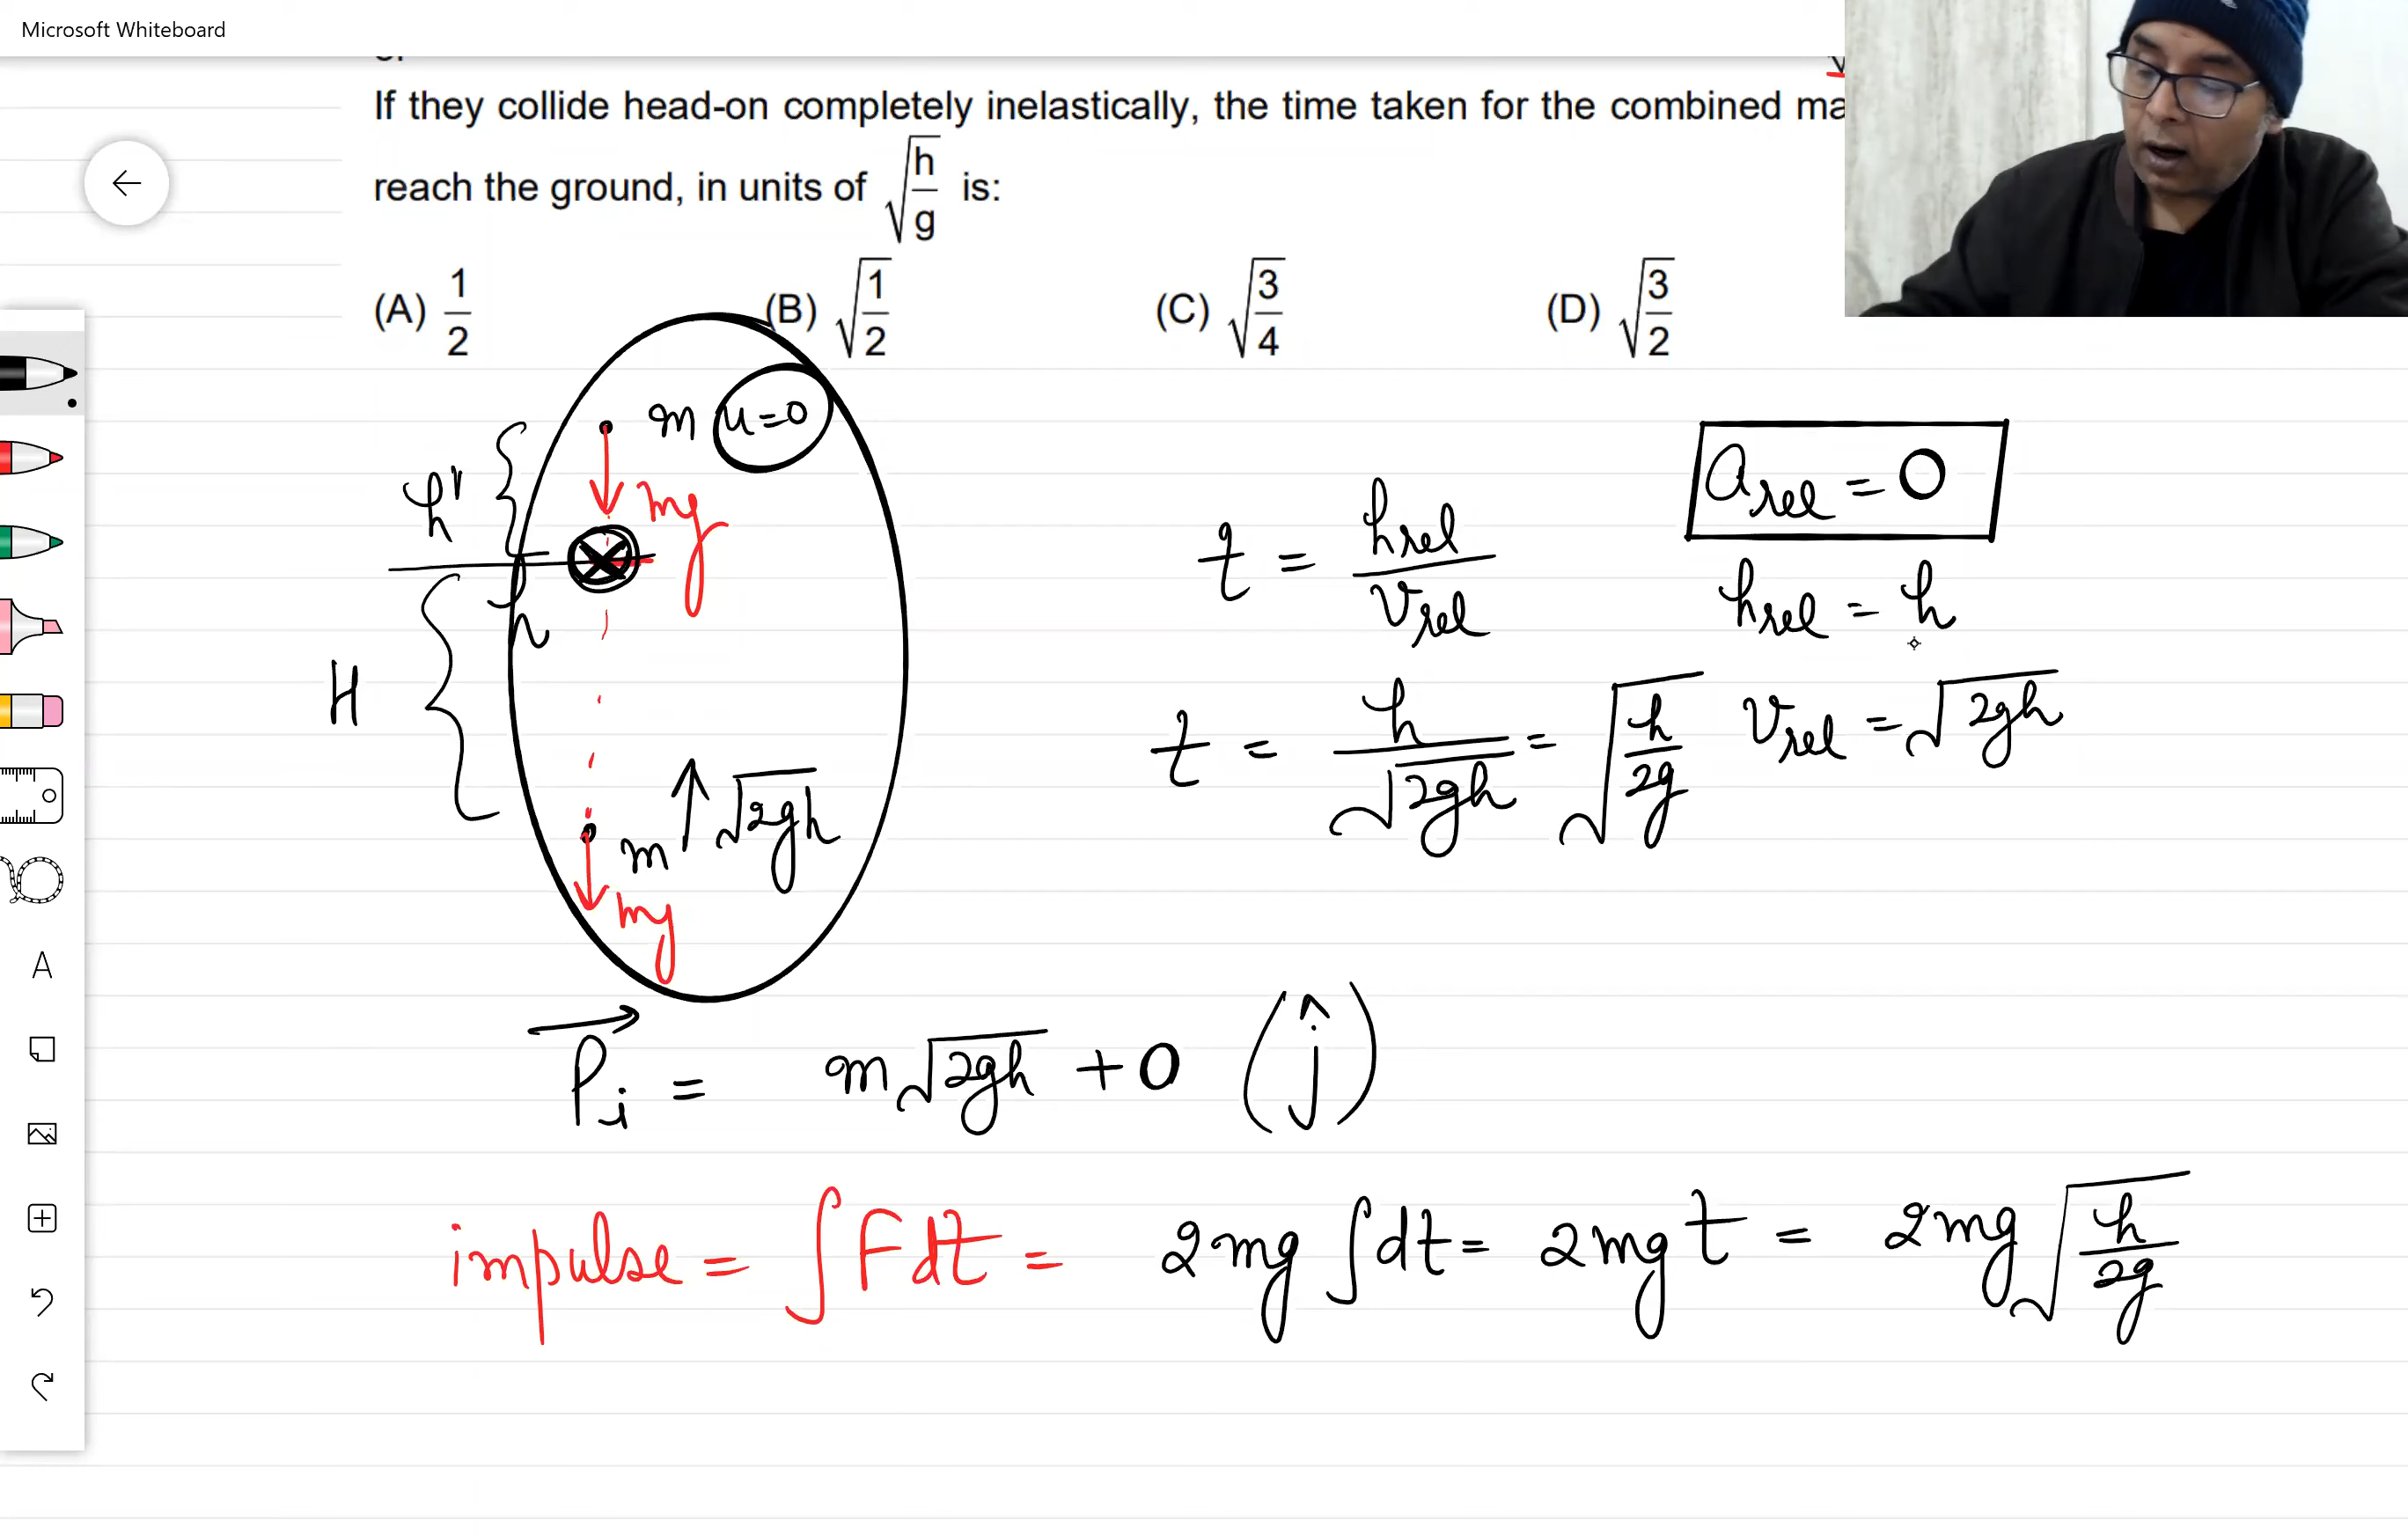 Microsoft Whiteboard
If they collide head-on completely inelastically, the time taken for the combined ma
reach the ground, in units of √(h/g) is:
(A) 1/2 (B) √(1/2) (C) √(3/4) (D) √(3/2)
m u=0
h'
mg
h
H
m ↑ √2gh
mg
a_rel = 0
t = h_rel / v_rel
h_rel = h
t = h / √2gh = √(h/2g)
v_rel = √2gh
P_i = m√2gh + 0 (ĵ)
impulse = ∫ F dt = 2mg ∫ dt = 2mg t = 2mg √(h/2g)
A